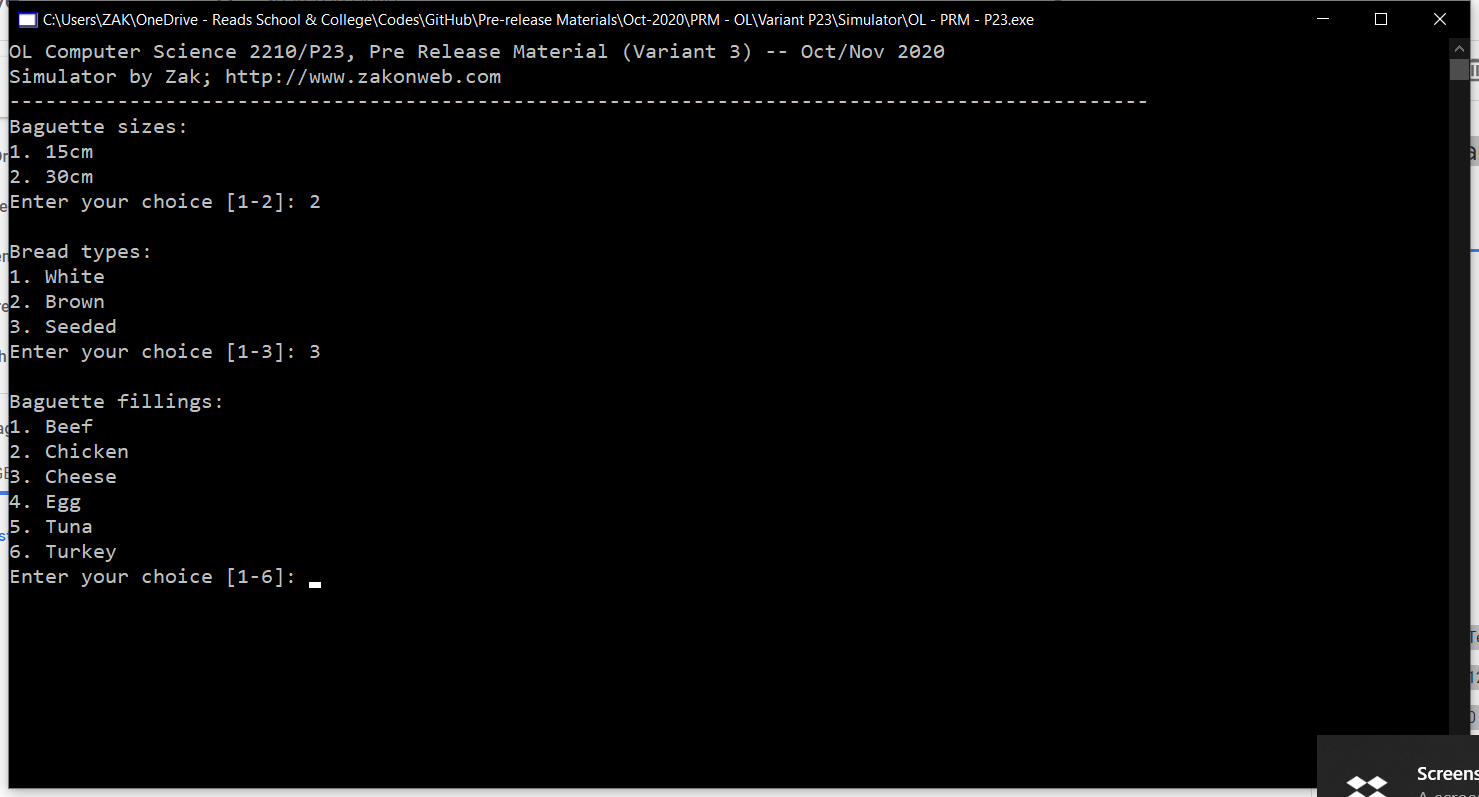 C:\Users\ZAK\OneDrive - Reads School & College\Codes\GitHub\Pre-release Materials\Oct-2020\PRM - OL\Variant P23\Simulator\OL - PRM - P23.exe
OL Computer Science 2210/P23, Pre Release Material (Variant 3) -- Oct/Nov 2020
Simulator by Zak; http://www.zakonweb.com
-----------------------------------------------------------------------------------------------
Baguette sizes:
1. 15cm
2. 30cm
Enter your choice [1-2]: 2
Bread types:
1. White
2. Brown
3. Seeded
Enter your choice [1-3]: 3
Baguette fillings:
1. Beef
2. Chicken
3. Cheese
4. Egg
5. Tuna
6. Turkey
Enter your choice [1-6]: